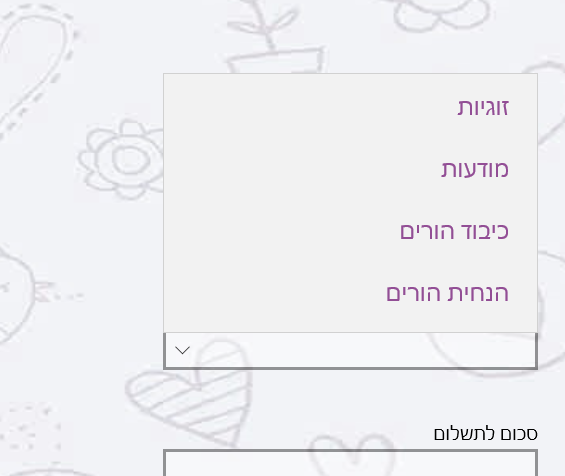 זוגיות
מודעות
כיבוד הורים
הנחית הורים
סכום לתשלום